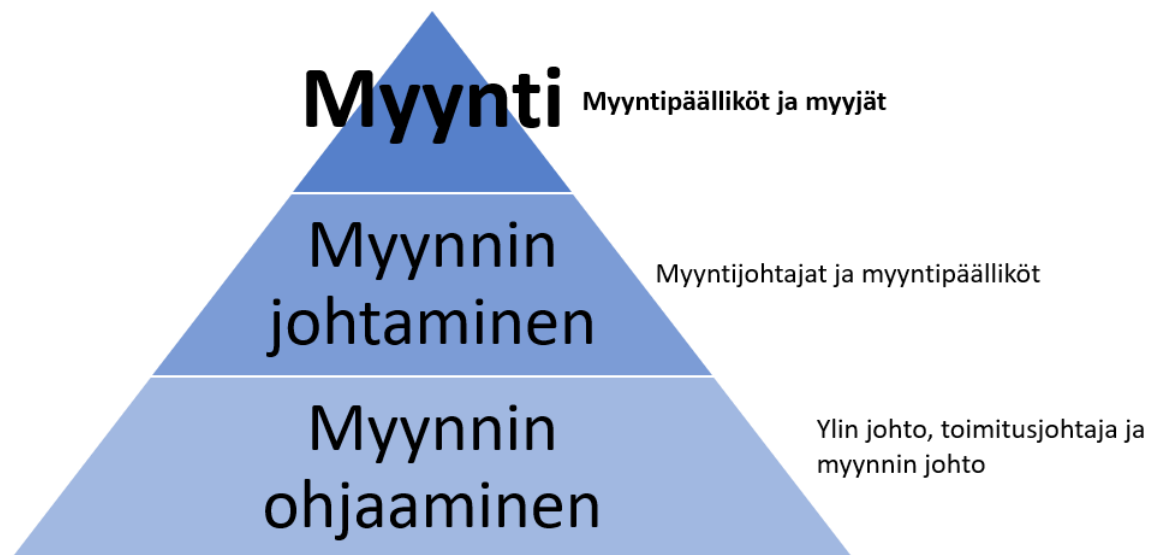 Myynti
Myyntipäälliköt ja myyjät
Myynnin
johtaminen
Myyntijohtajat ja myyntipäälliköt
Myynnin
ohjaaminen
Ylin johto, toimitusjohtaja ja
myynnin johto